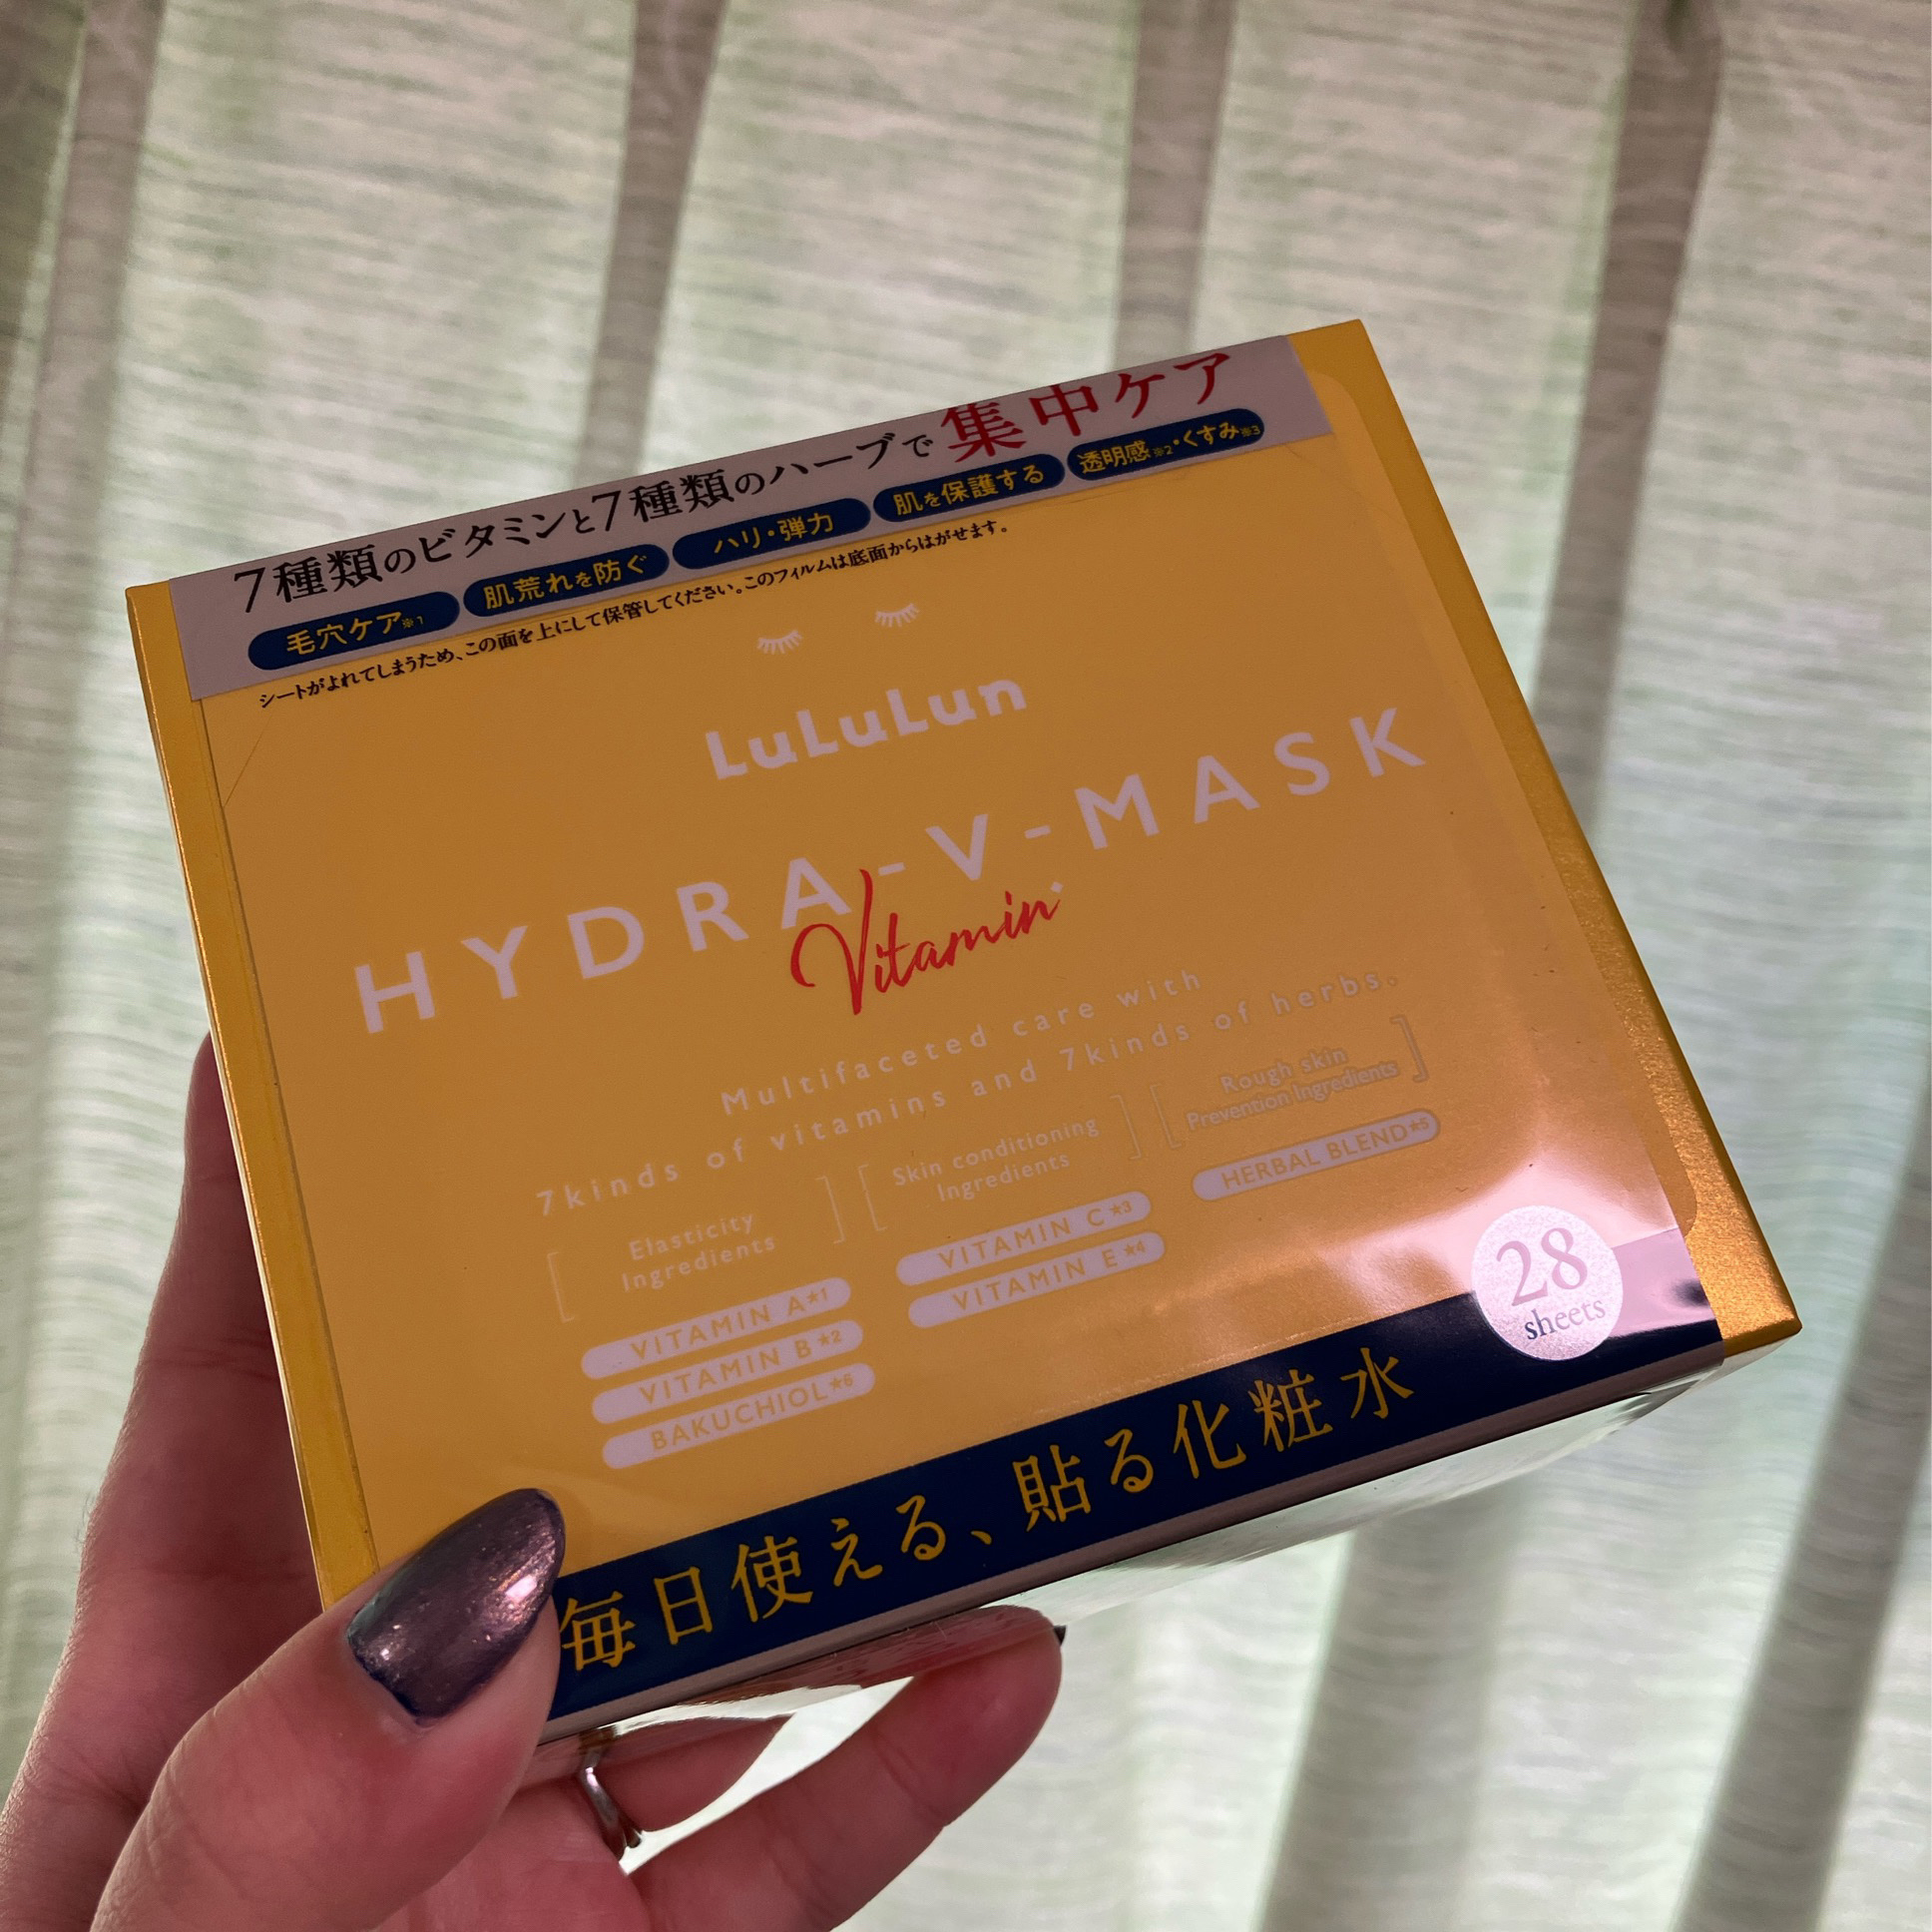 7種類のビタミンと7種類のハーブで集中ケア
毛穴ケア※1 肌荒れを防ぐ ハリ・弾力 肌を保護する 透明感※2・くすみ※3
シートがよれてしまうため、この面を上にして保管してください。このフィルムは底面からはがせます。
LuLuLun
HYDRA-V-MASK
Vitamin
Multifaceted care with
7kinds of vitamins and 7kinds of herbs.
Elasticity
Ingredients
VITAMIN A★1
VITAMIN B★2
BAKUCHIOL★6
Skin conditioning
Ingredients
VITAMIN C★3
VITAMIN E★4
Rough skin
Prevention Ingredients
HERBAL BLEND★5
28
sheets
毎日使える、貼る化粧水